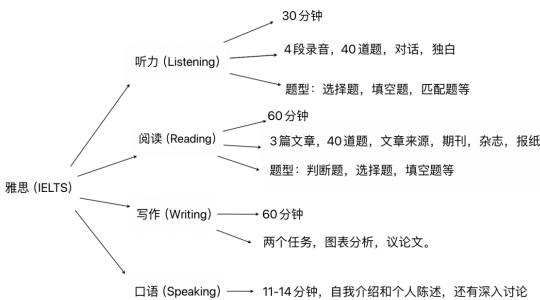 30分钟
听力（Listening）
4段录音，40道题，对话，独白
题型：选择题，填空题，匹配题等
60分钟
阅读（Reading）
3篇文章，40道题，文章来源，期刊，杂志，报纸
题型：判断题，选择题，填空题等
雅思（IELTS）
写作（Writing）
60分钟
两个任务，图表分析，议论文。
口语（Speaking）
11-14分钟，自我介绍和个人陈述，还有深入讨论